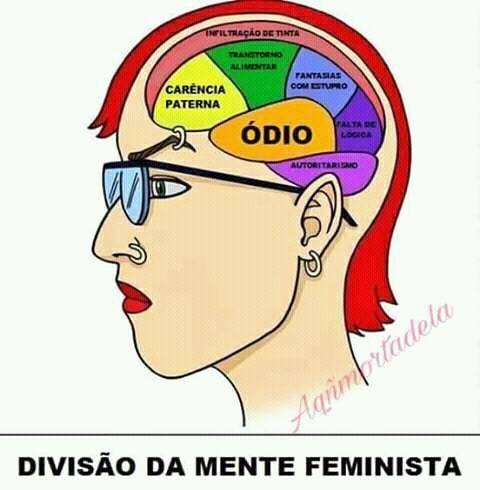 INFILTRAÇÃO DE TINTA
TRANSTORNO
ALIMENTAR
FANTASIAS
COM ESTUPRO
CARÊNCIA
PATERNA
ÓDIO
FALTA DE
LÓGICA
AUTORITARISMO
Aqñmortadela
DIVISÃO DA MENTE FEMINISTA